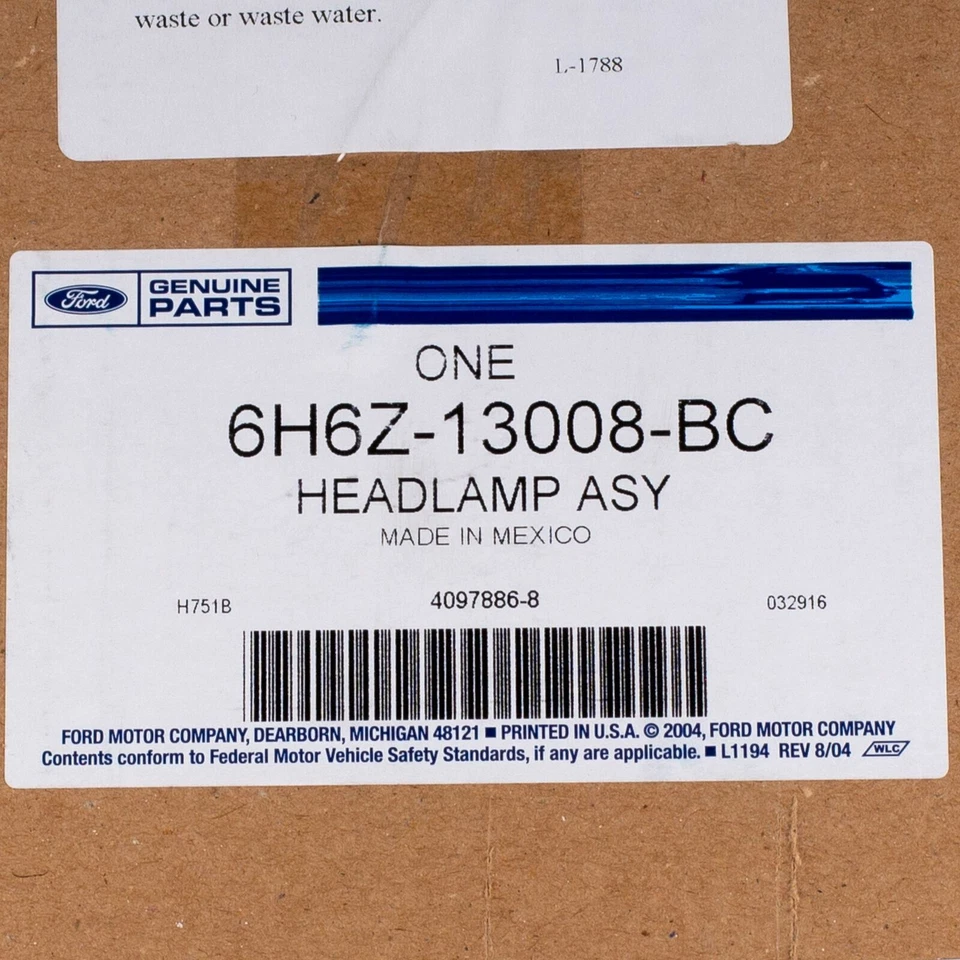 waste or waste water.
L-1788
Ford GENUINE PARTS
ONE
6H6Z-13008-BC
HEADLAMP ASY
MADE IN MEXICO
H751B 4097886-8 032916
FORD MOTOR COMPANY, DEARBORN, MICHIGAN 48121 ■ PRINTED IN U.S.A. © 2004, FORD MOTOR COMPANY
Contents conform to Federal Motor Vehicle Safety Standards, if any are applicable. ■ L1194 REV 8/04 WLC